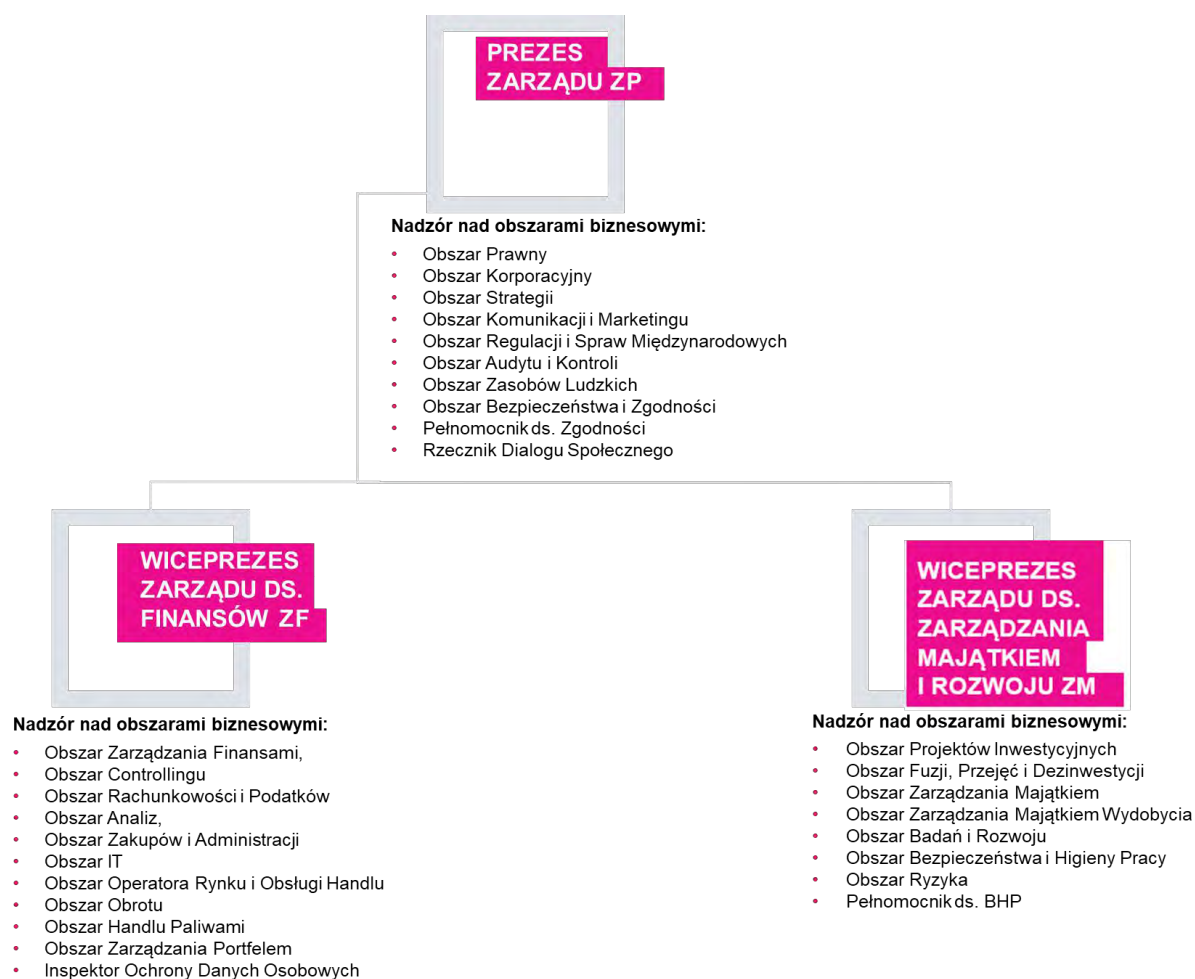 PREZES
ZARZĄDU ZP
Nadzór nad obszarami biznesowymi:
• Obszar Prawny
• Obszar Korporacyjny
• Obszar Strategii
• Obszar Komunikacji i Marketingu
• Obszar Regulacji i Spraw Międzynarodowych
• Obszar Audytu i Kontroli
• Obszar Zasobów Ludzkich
• Obszar Bezpieczeństwa i Zgodności
• Pełnomocnik ds. Zgodności
• Rzecznik Dialogu Społecznego
WICEPREZES
ZARZĄDU DS.
FINANSÓW ZF
Nadzór nad obszarami biznesowymi:
• Obszar Zarządzania Finansami,
• Obszar Controllingu
• Obszar Rachunkowości i Podatków
• Obszar Analiz,
• Obszar Zakupów i Administracji
• Obszar IT
• Obszar Operatora Rynku i Obsługi Handlu
• Obszar Obrotu
• Obszar Handlu Paliwami
• Obszar Zarządzania Portfelem
• Inspektor Ochrony Danych Osobowych
WICEPREZES
ZARZĄDU DS.
ZARZĄDZANIA
MAJĄTKIEM
I ROZWOJU ZM
Nadzór nad obszarami biznesowymi:
• Obszar Projektów Inwestycyjnych
• Obszar Fuzji, Przejęć i Dezinwestycji
• Obszar Zarządzania Majątkiem
• Obszar Zarządzania Majątkiem Wydobycia
• Obszar Badań i Rozwoju
• Obszar Bezpieczeństwa i Higieny Pracy
• Obszar Ryzyka
• Pełnomocnik ds. BHP